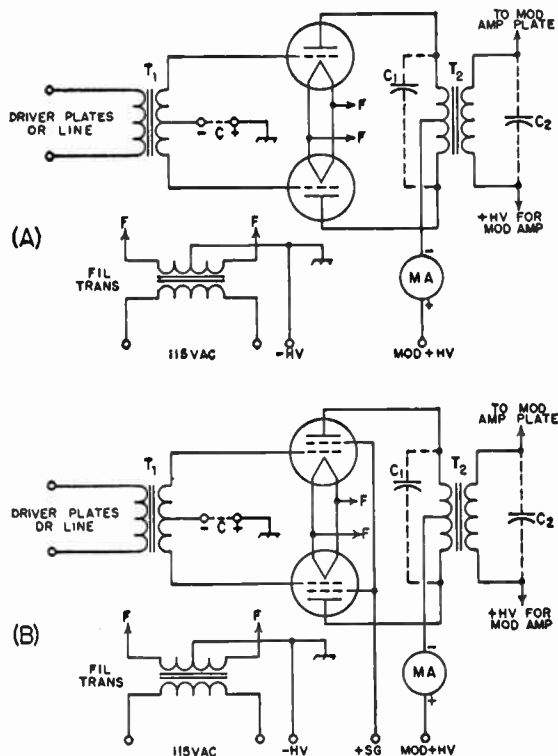 TO MOD
AMP PLATE
T1
C1
T2
F
DRIVER PLATES
OR LINE
- C +
F
C2
+HV FOR
MOD AMP
(A)
F
F
-
MA
+
FIL
TRANS
115VAC
-HV
MOD+HV
TO MOD
AMP PLATE
T1
C1
T2
F
DRIVER PLATES
OR LINE
- C +
F
C2
+HV FOR
MOD AMP
(B)
F
F
-
MA
+
FIL
TRANS
115VAC
-HV
+SG
MOD+HV